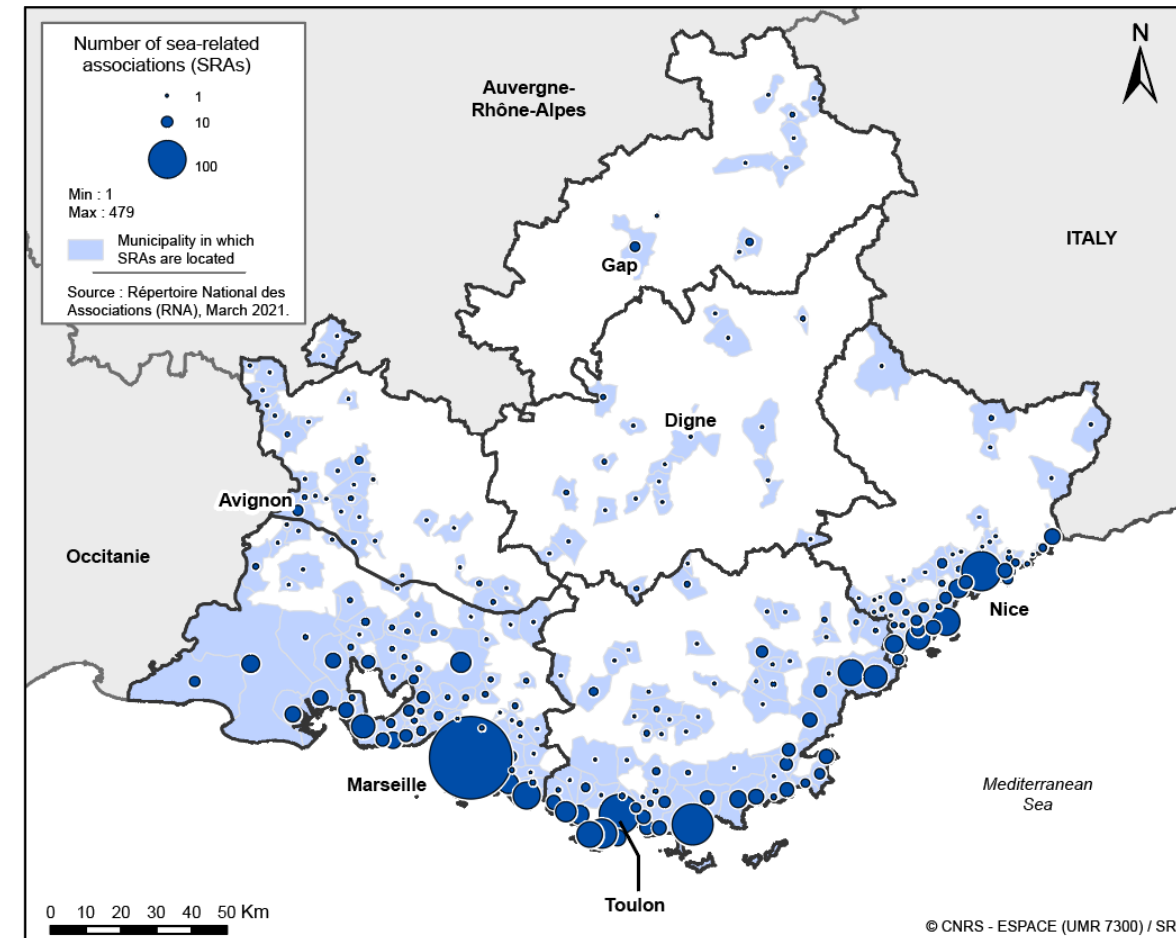 Number of sea-related
associations (SRAs)
1
10
100
Min : 1
Max : 479
Municipality in which
SRAs are located
Source : Répertoire National des
Associations (RNA), March 2021.
Auvergne-
Rhône-Alpes
N
ITALY
Gap
Digne
Avignon
Occitanie
Nice
Marseille
Mediterranean
Sea
Toulon
0 10 20 30 40 50 Km
© CNRS - ESPACE (UMR 7300) / SR